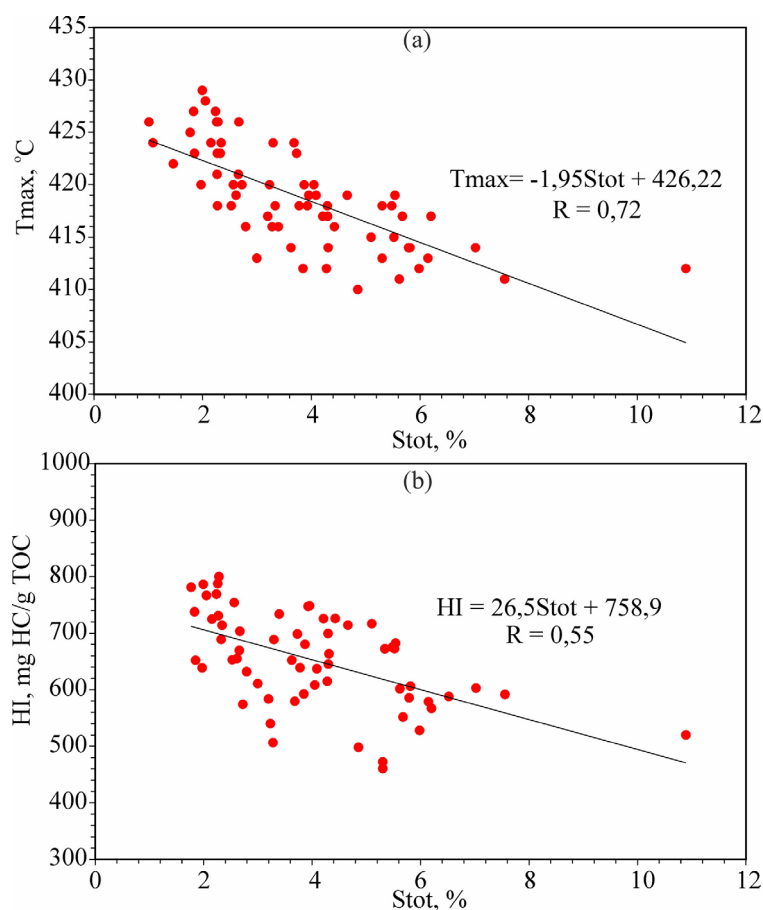 (a)
435
430
425
420
415
410
405
400
Tmax, °C
Tmax= -1,95Stot + 426,22
R = 0,72
0 2 4 6 8 10 12
Stot, %
(b)
1000
900
800
700
600
500
400
300
HI, mg HC/g TOC
HI = 26,5Stot + 758,9
R = 0,55
0 2 4 6 8 10 12
Stot, %